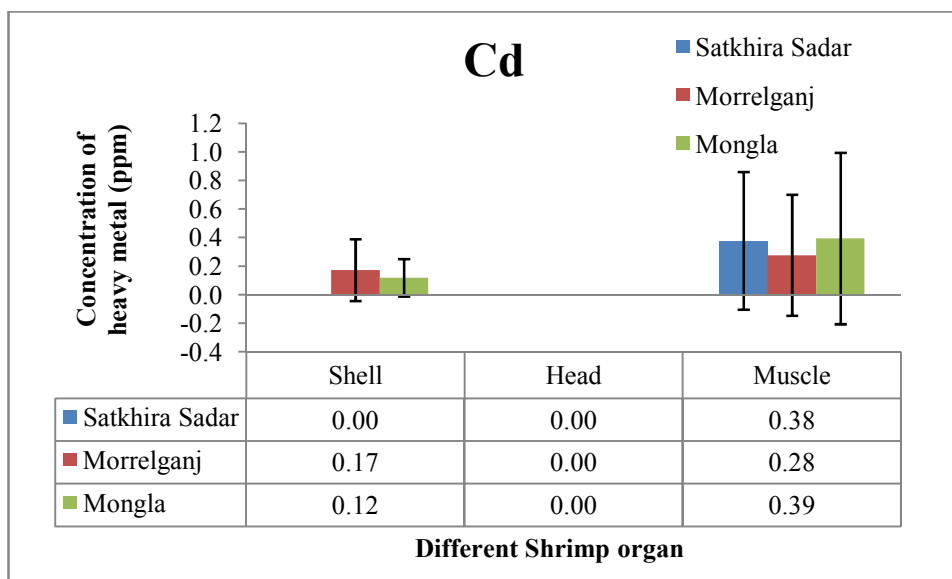 Cd
Satkhira Sadar
Morrelganj
Mongla
Concentration of
heavy metal (ppm)
1.2
1.0
0.8
0.6
0.4
0.2
0.0
-0.2
-0.4
Shell Head Muscle
Satkhira Sadar 0.00 0.00 0.38
Morrelganj 0.17 0.00 0.28
Mongla 0.12 0.00 0.39
Different Shrimp organ